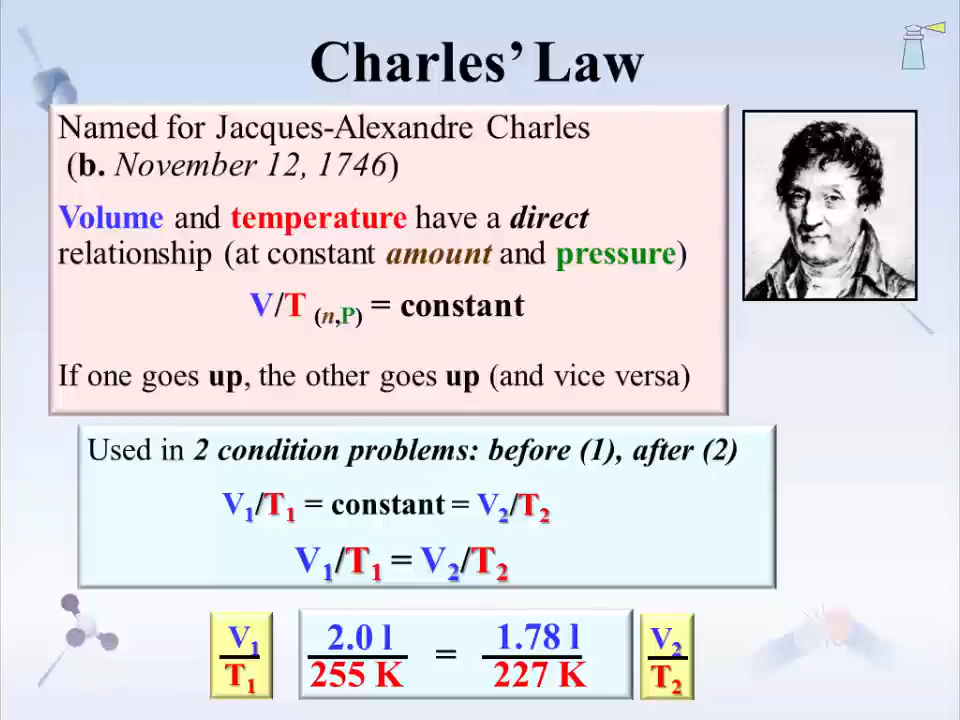 Charles’ Law
Named for Jacques-Alexandre Charles
(b. November 12, 1746)
Volume and temperature have a direct
relationship (at constant amount and pressure)
V/T (n,P) = constant
If one goes up, the other goes up (and vice versa)
Used in 2 condition problems: before (1), after (2)
V₁/T₁ = constant = V₂/T₂
V₁/T₁ = V₂/T₂
V₁ 2.0 l = 1.78 l V₂
T₁ 255 K 227 K T₂